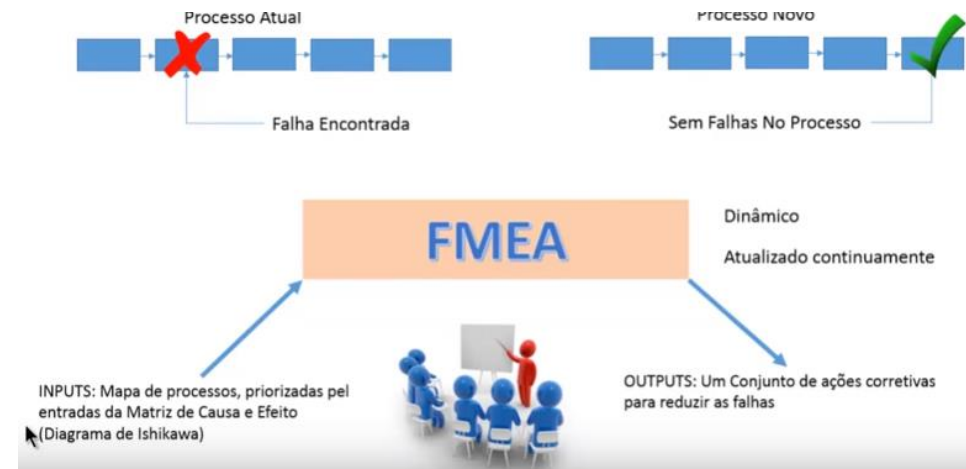 Processo Atual
Processo Novo
Falha Encontrada
Sem Falhas No Processo
FMEA
Dinâmico
Atualizado continuamente
INPUTS: Mapa de processos, priorizadas pel
entradas da Matriz de Causa e Efeito
(Diagrama de Ishikawa)
OUTPUTS: Um Conjunto de ações corretivas
para reduzir as falhas